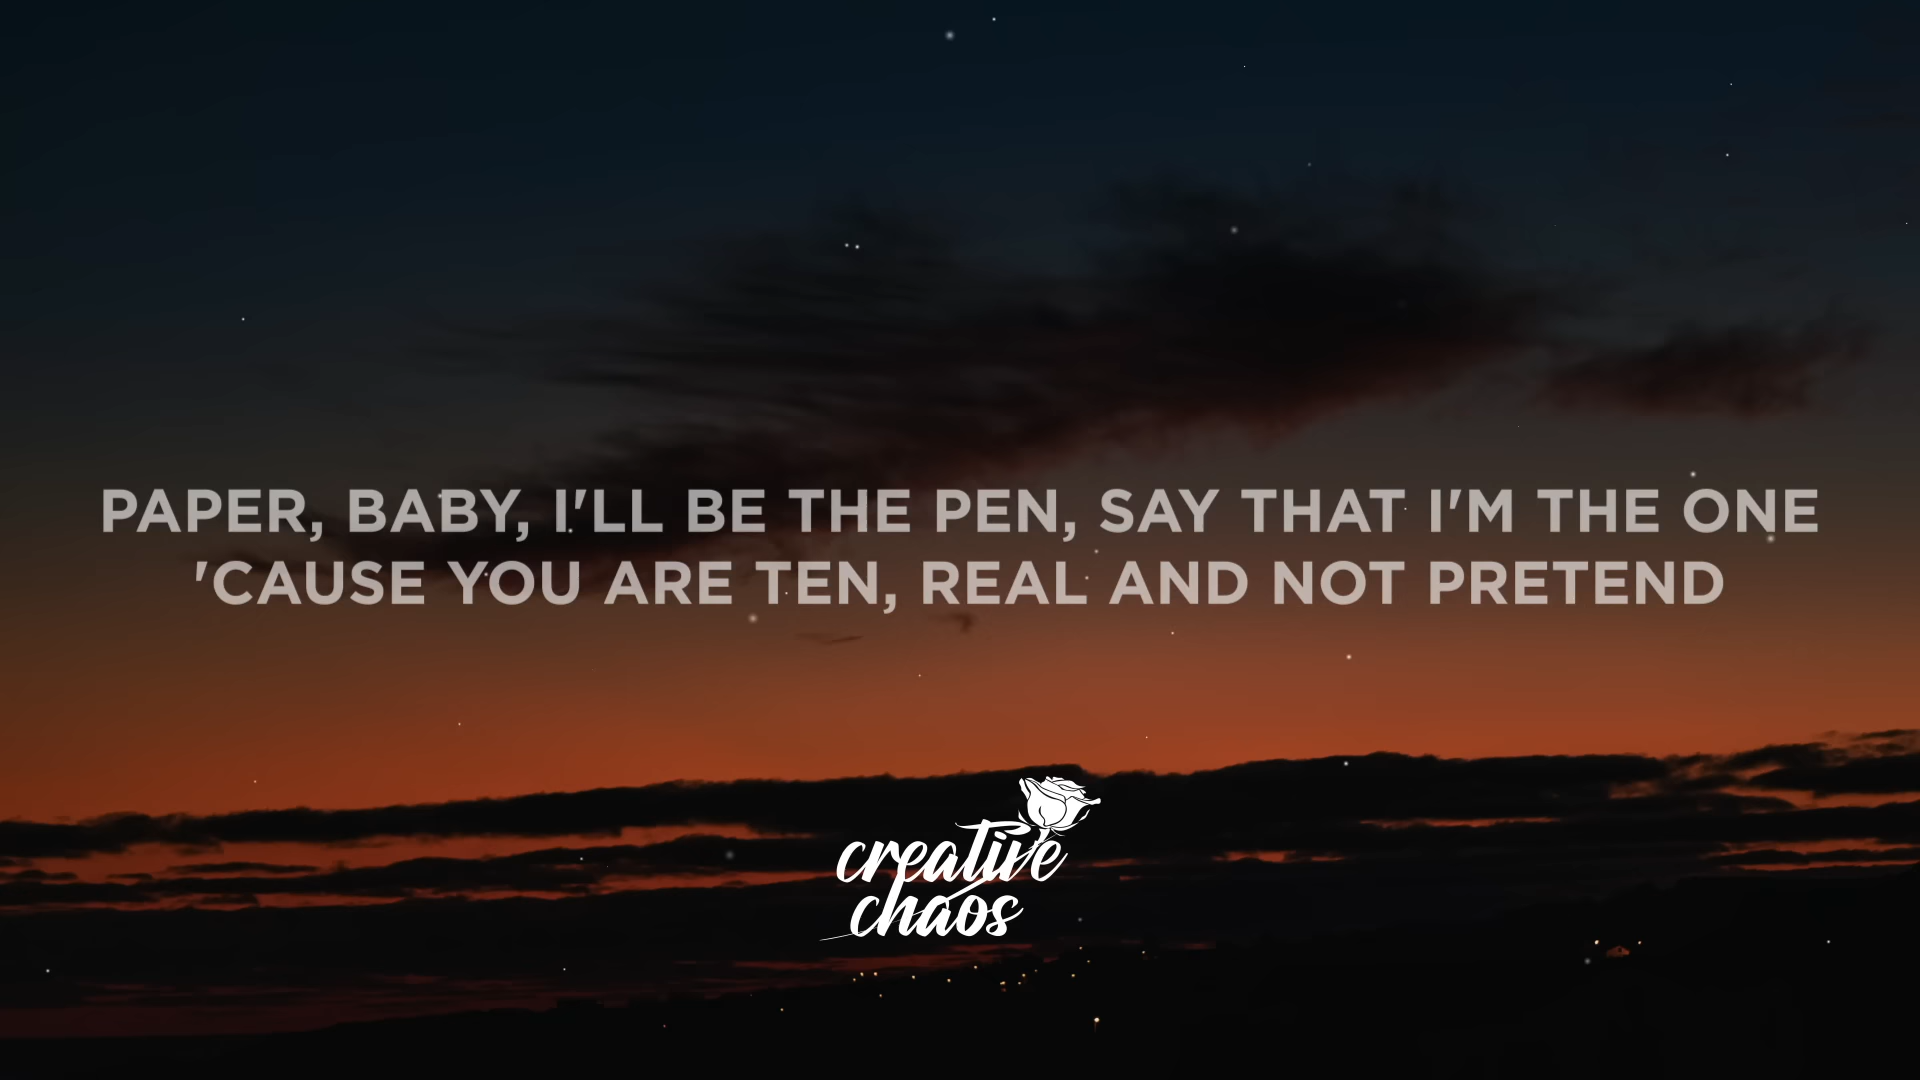 PAPER, BABY, I'LL BE THE PEN, SAY THAT I'M THE ONE
'CAUSE YOU ARE TEN, REAL AND NOT PRETEND
creative
chaos